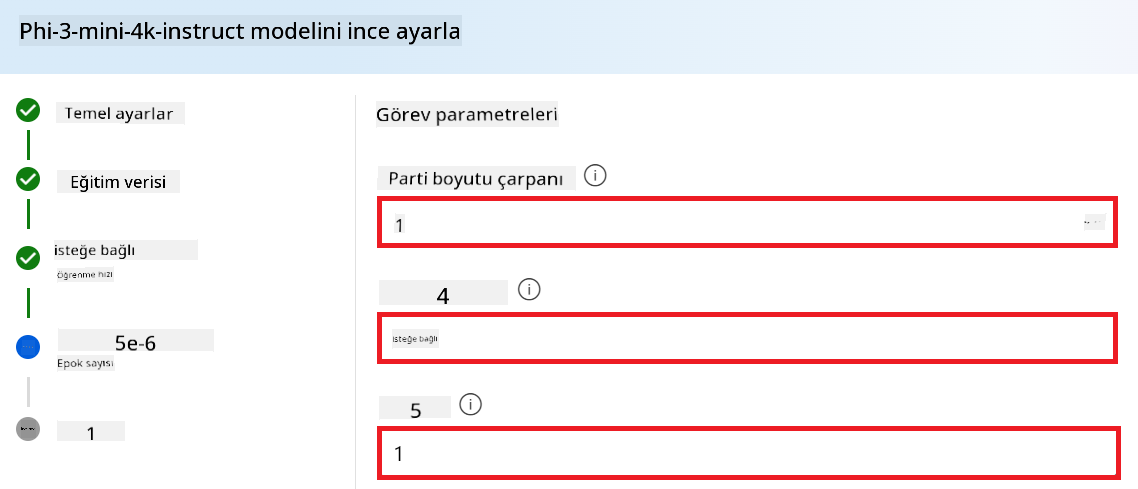 Phi-3-mini-4k-instruct modelini ince ayarla
Temel ayarlar
Eğitim verisi
isteğe bağlı
Öğrenme hızı
5e-6
Epok sayısı
1
Görev parametreleri
Parti boyutu çarpanı
1
4
isteğe bağlı
5
1